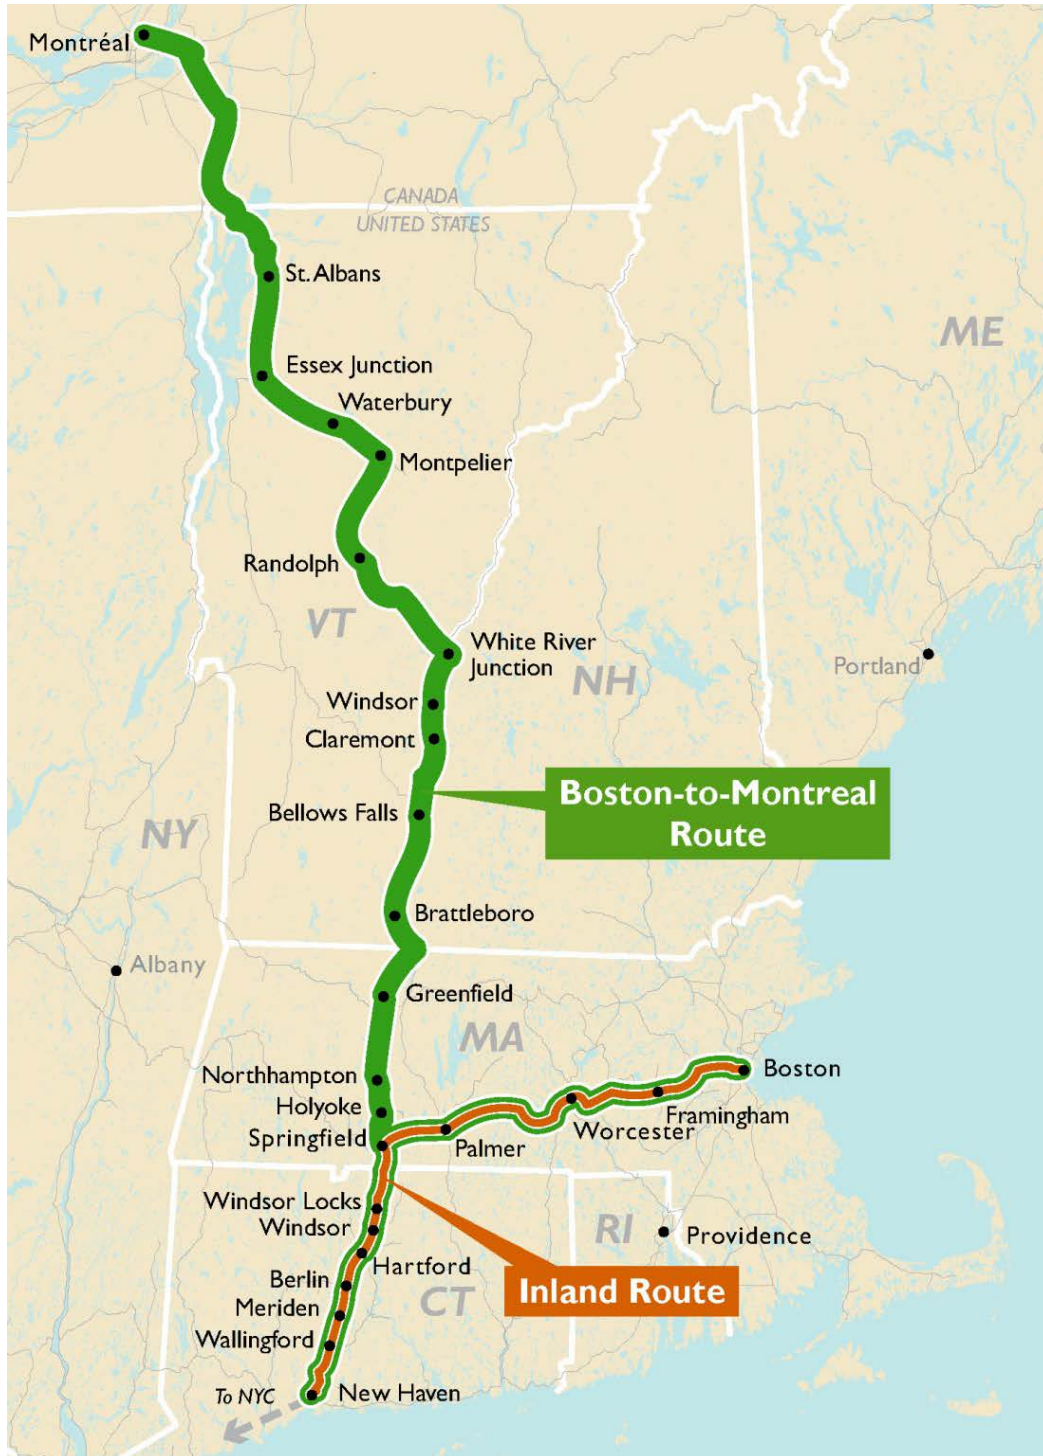 Montréal
CANADA
UNITED STATES
St. Albans
ME
Essex Junction
Waterbury
Montpelier
Randolph
VT
White River
Junction
Portland
NH
Windsor
Claremont
Boston-to-Montreal
Route
Bellows Falls
NY
Brattleboro
Albany
Greenfield
MA
Boston
Northhampton
Holyoke
Framingham
Worcester
Springfield
Palmer
Windsor Locks
Windsor
RI
Providence
Hartford
Berlin
Inland Route
CT
Meriden
Wallingford
To NYC
New Haven